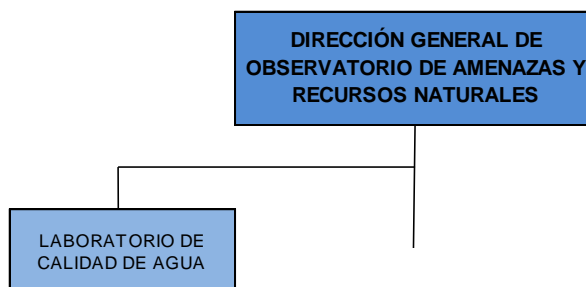 DIRECCIÓN GENERAL DE
OBSERVATORIO DE AMENAZAS Y
RECURSOS NATURALES
LABORATORIO DE
CALIDAD DE AGUA